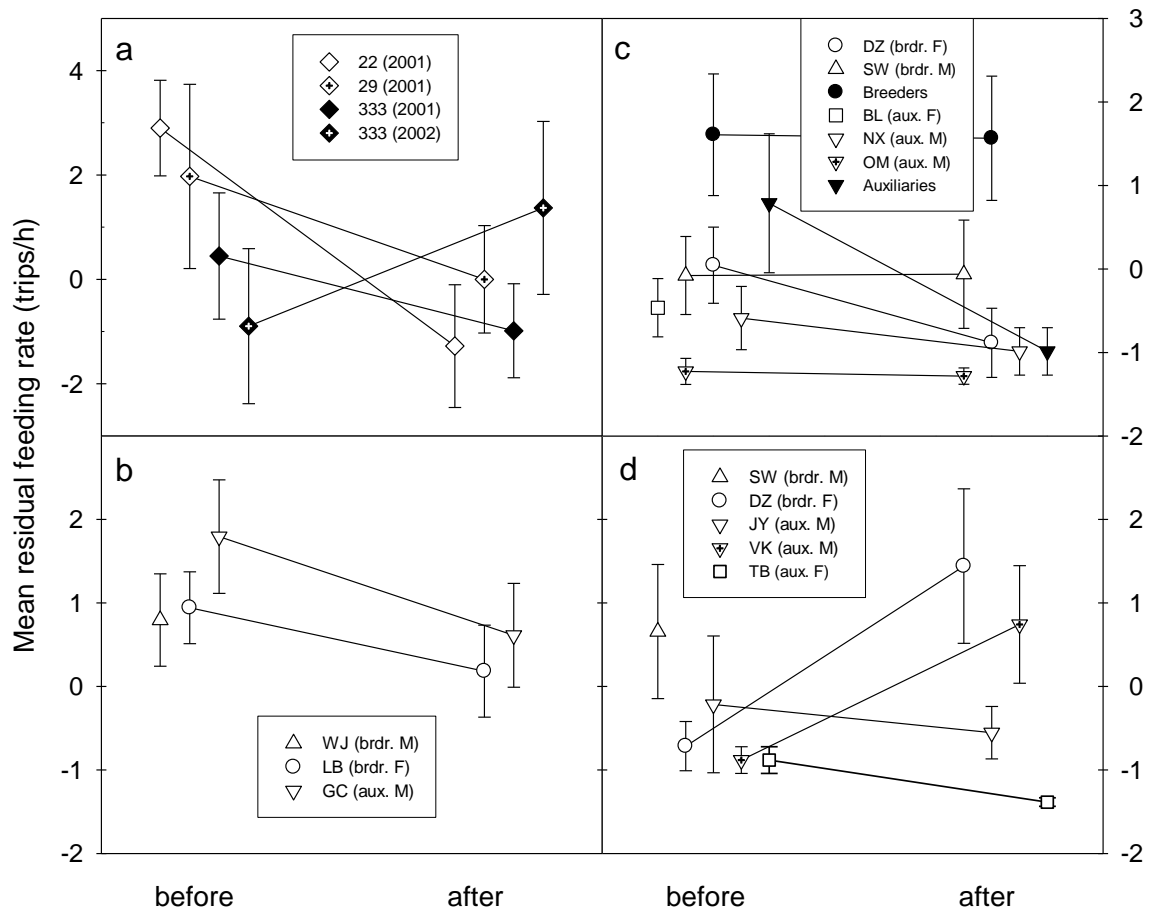 Mean residual feeding rate (trips/h)
a
22 (2001)
29 (2001)
333 (2001)
333 (2002)
4
2
0
-2
c
DZ (brdr. F)
SW (brdr. M)
Breeders
BL (aux. F)
NX (aux. M)
OM (aux. M)
Auxiliaries
3
2
1
0
-1
-2
b
WJ (brdr. M)
LB (brdr. F)
GC (aux. M)
2
1
0
-1
-2
d
SW (brdr. M)
DZ (brdr. F)
JY (aux. M)
VK (aux. M)
TB (aux. F)
2
1
0
-1
-2
before after before after